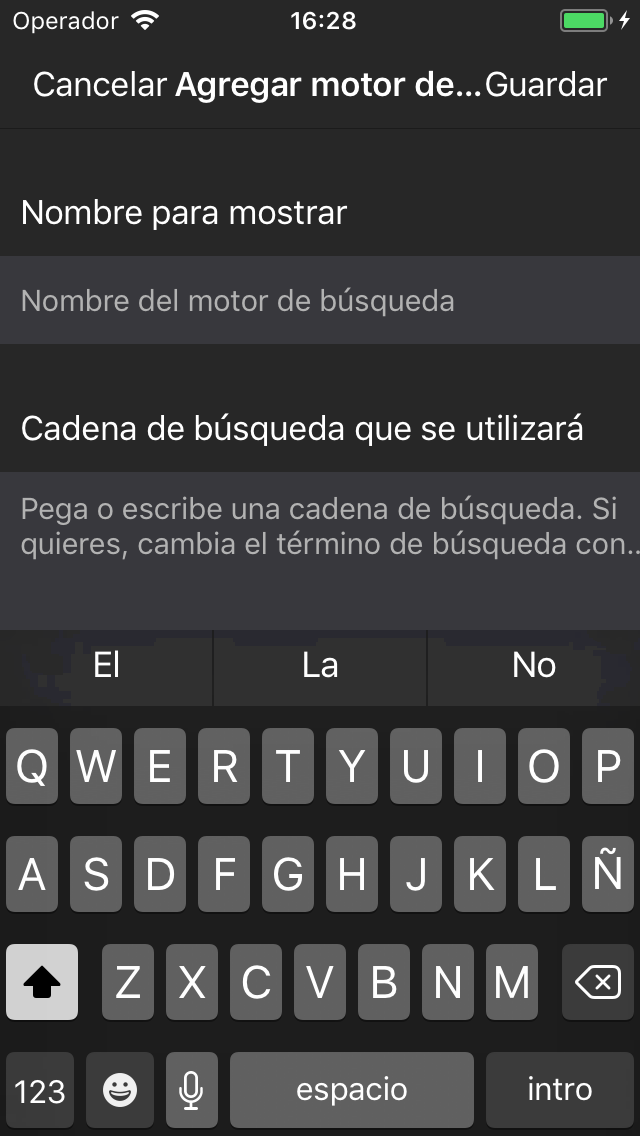 Operador 16:28
Cancelar Agregar motor de... Guardar
Nombre para mostrar
Nombre del motor de búsqueda
Cadena de búsqueda que se utilizará
Pega o escribe una cadena de búsqueda. Si
quieres, cambia el término de búsqueda con...
El La No
Q W E R T Y U I O P
A S D F G H J K L Ñ
Z X C V B N M
123 espacio intro